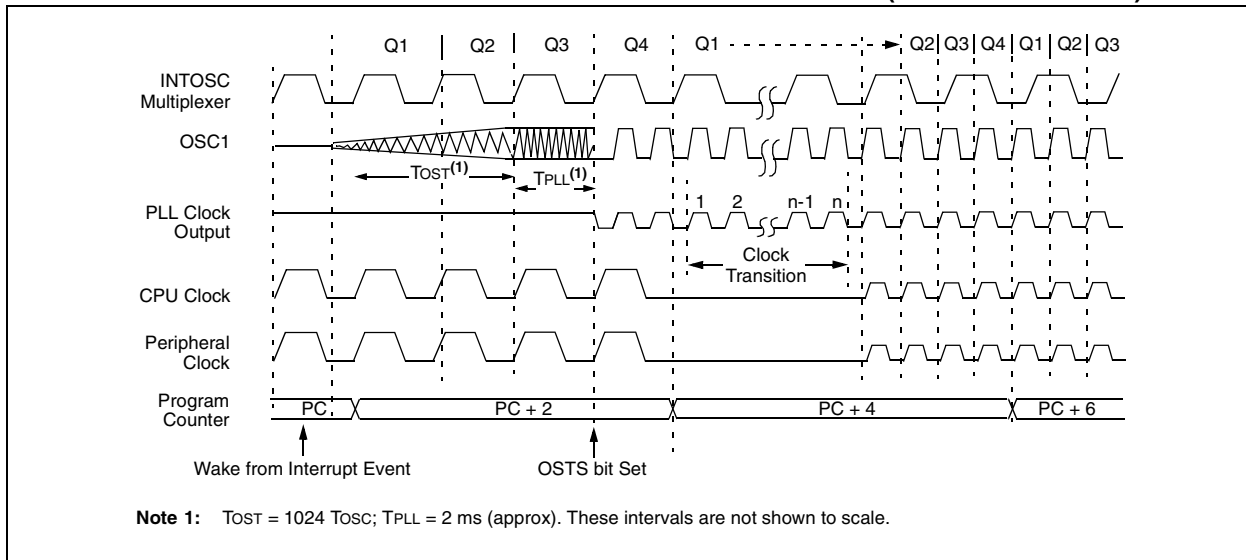 Q1 Q2 Q3 Q4 Q1 Q2 Q3 Q4 Q1 Q2 Q3
INTOSC
Multiplexer
OSC1
TOST(1) TPLL(1)
1 2 n-1 n
PLL Clock
Output
Clock
Transition
CPU Clock
Peripheral
Clock
Program
Counter
PC PC + 2 PC + 4 PC + 6
Wake from Interrupt Event OSTS bit Set
Note 1: TOST = 1024 TOSC; TPLL = 2 ms (approx). These intervals are not shown to scale.